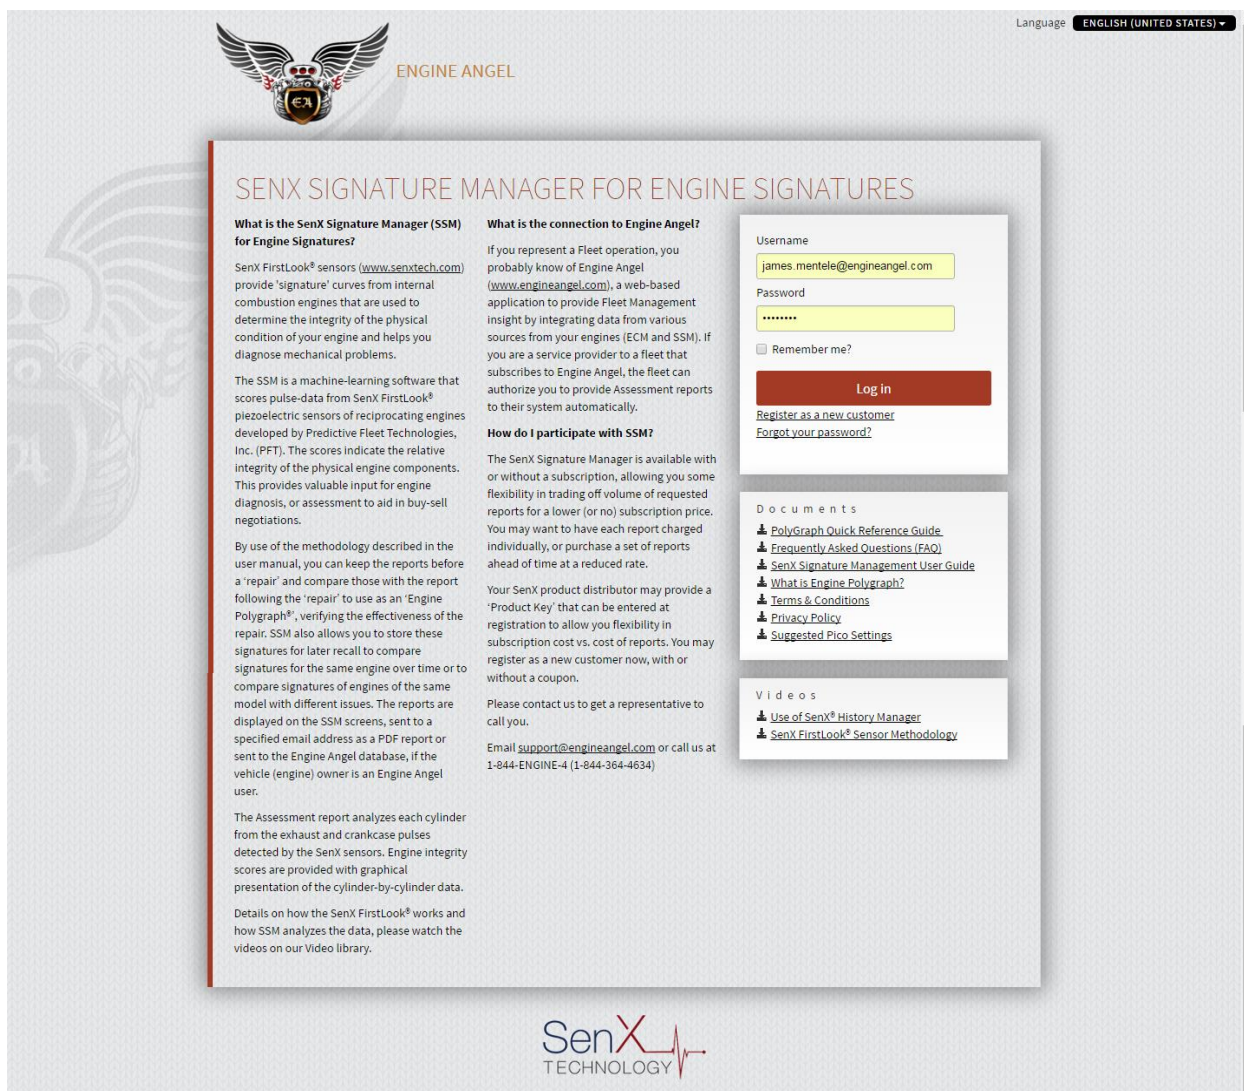 Language ENGLISH (UNITED STATES)
EA
ENGINE ANGEL
SENX SIGNATURE MANAGER FOR ENGINE SIGNATURES
What is the SenX Signature Manager (SSM)
for Engine Signatures?
SenX FirstLook® sensors (www.senxtech.com)
provide 'signature' curves from internal
combustion engines that are used to
determine the integrity of the physical
condition of your engine and helps you
diagnose mechanical problems.
The SSM is a machine-learning software that
scores pulse-data from SenX FirstLook®
piezoelectric sensors of reciprocating engines
developed by Predictive Fleet Technologies,
Inc. (PFT). The scores indicate the relative
integrity of the physical engine components.
This provides valuable input for engine
diagnosis, or assessment to aid in buy-sell
negotiations.
By use of the methodology described in the
user manual, you can keep the reports before
a ‘repair’ and compare those with the report
following the ‘repair’ to use as an ‘Engine
Polygraph®’, verifying the effectiveness of the
repair. SSM also allows you to store these
signatures for later recall to compare
signatures for the same engine over time or to
compare signatures of engines of the same
model with different issues. The reports are
displayed on the SSM screens, sent to a
specified email address as a PDF report or
sent to the Engine Angel database, if the
vehicle (engine) owner is an Engine Angel
user.
The Assessment report analyzes each cylinder
from the exhaust and crankcase pulses
detected by the SenX sensors. Engine integrity
scores are provided with graphical
presentation of the cylinder-by-cylinder data.
Details on how the SenX FirstLook® works and
how SSM analyzes the data, please watch the
videos on our Video library.
What is the connection to Engine Angel?
If you represent a Fleet operation, you
probably know of Engine Angel
(www.engineangel.com), a web-based
application to provide Fleet Management
insight by integrating data from various
sources from your engines (ECM and SSM). If
you are a service provider to a fleet that
subscribes to Engine Angel, the fleet can
authorize you to provide Assessment reports
to their system automatically.
How do I participate with SSM?
The SenX Signature Manager is available with
or without a subscription, allowing you some
flexibility in trading off volume of requested
reports for a lower (or no) subscription price.
You may want to have each report charged
individually, or purchase a set of reports
ahead of time at a reduced rate.
Your SenX product distributor may provide a
‘Product Key’ that can be entered at
registration to allow you flexibility in
subscription cost vs. cost of reports. You may
register as a new customer now, with or
without a coupon.
Please contact us to get a representative to
call you.
Email support@engineangel.com or call us at
1-844-ENGINE-4 (1-844-364-4634)
Username
james.mentele@engineangel.com
Password
••••••••
Remember me?
Log in
Register as a new customer
Forgot your password?
Documents
PolyGraph Quick Reference Guide
Frequently Asked Questions (FAQ)
SenX Signature Management User Guide
What is Engine Polygraph?
Terms & Conditions
Privacy Policy
Suggested Pico Settings
Videos
Use of SenX® History Manager
SenX FirstLook® Sensor Methodology
SenX
TECHNOLOGY